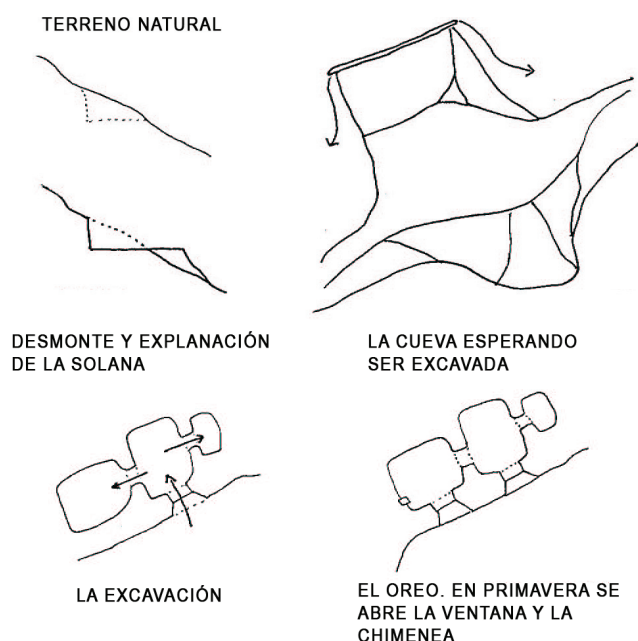 TERRENO NATURAL
DESMONTE Y EXPLANACIÓN
DE LA SOLANA
LA CUEVA ESPERANDO
SER EXCAVADA
LA EXCAVACIÓN
EL OREO. EN PRIMAVERA SE
ABRE LA VENTANA Y LA
CHIMENEA